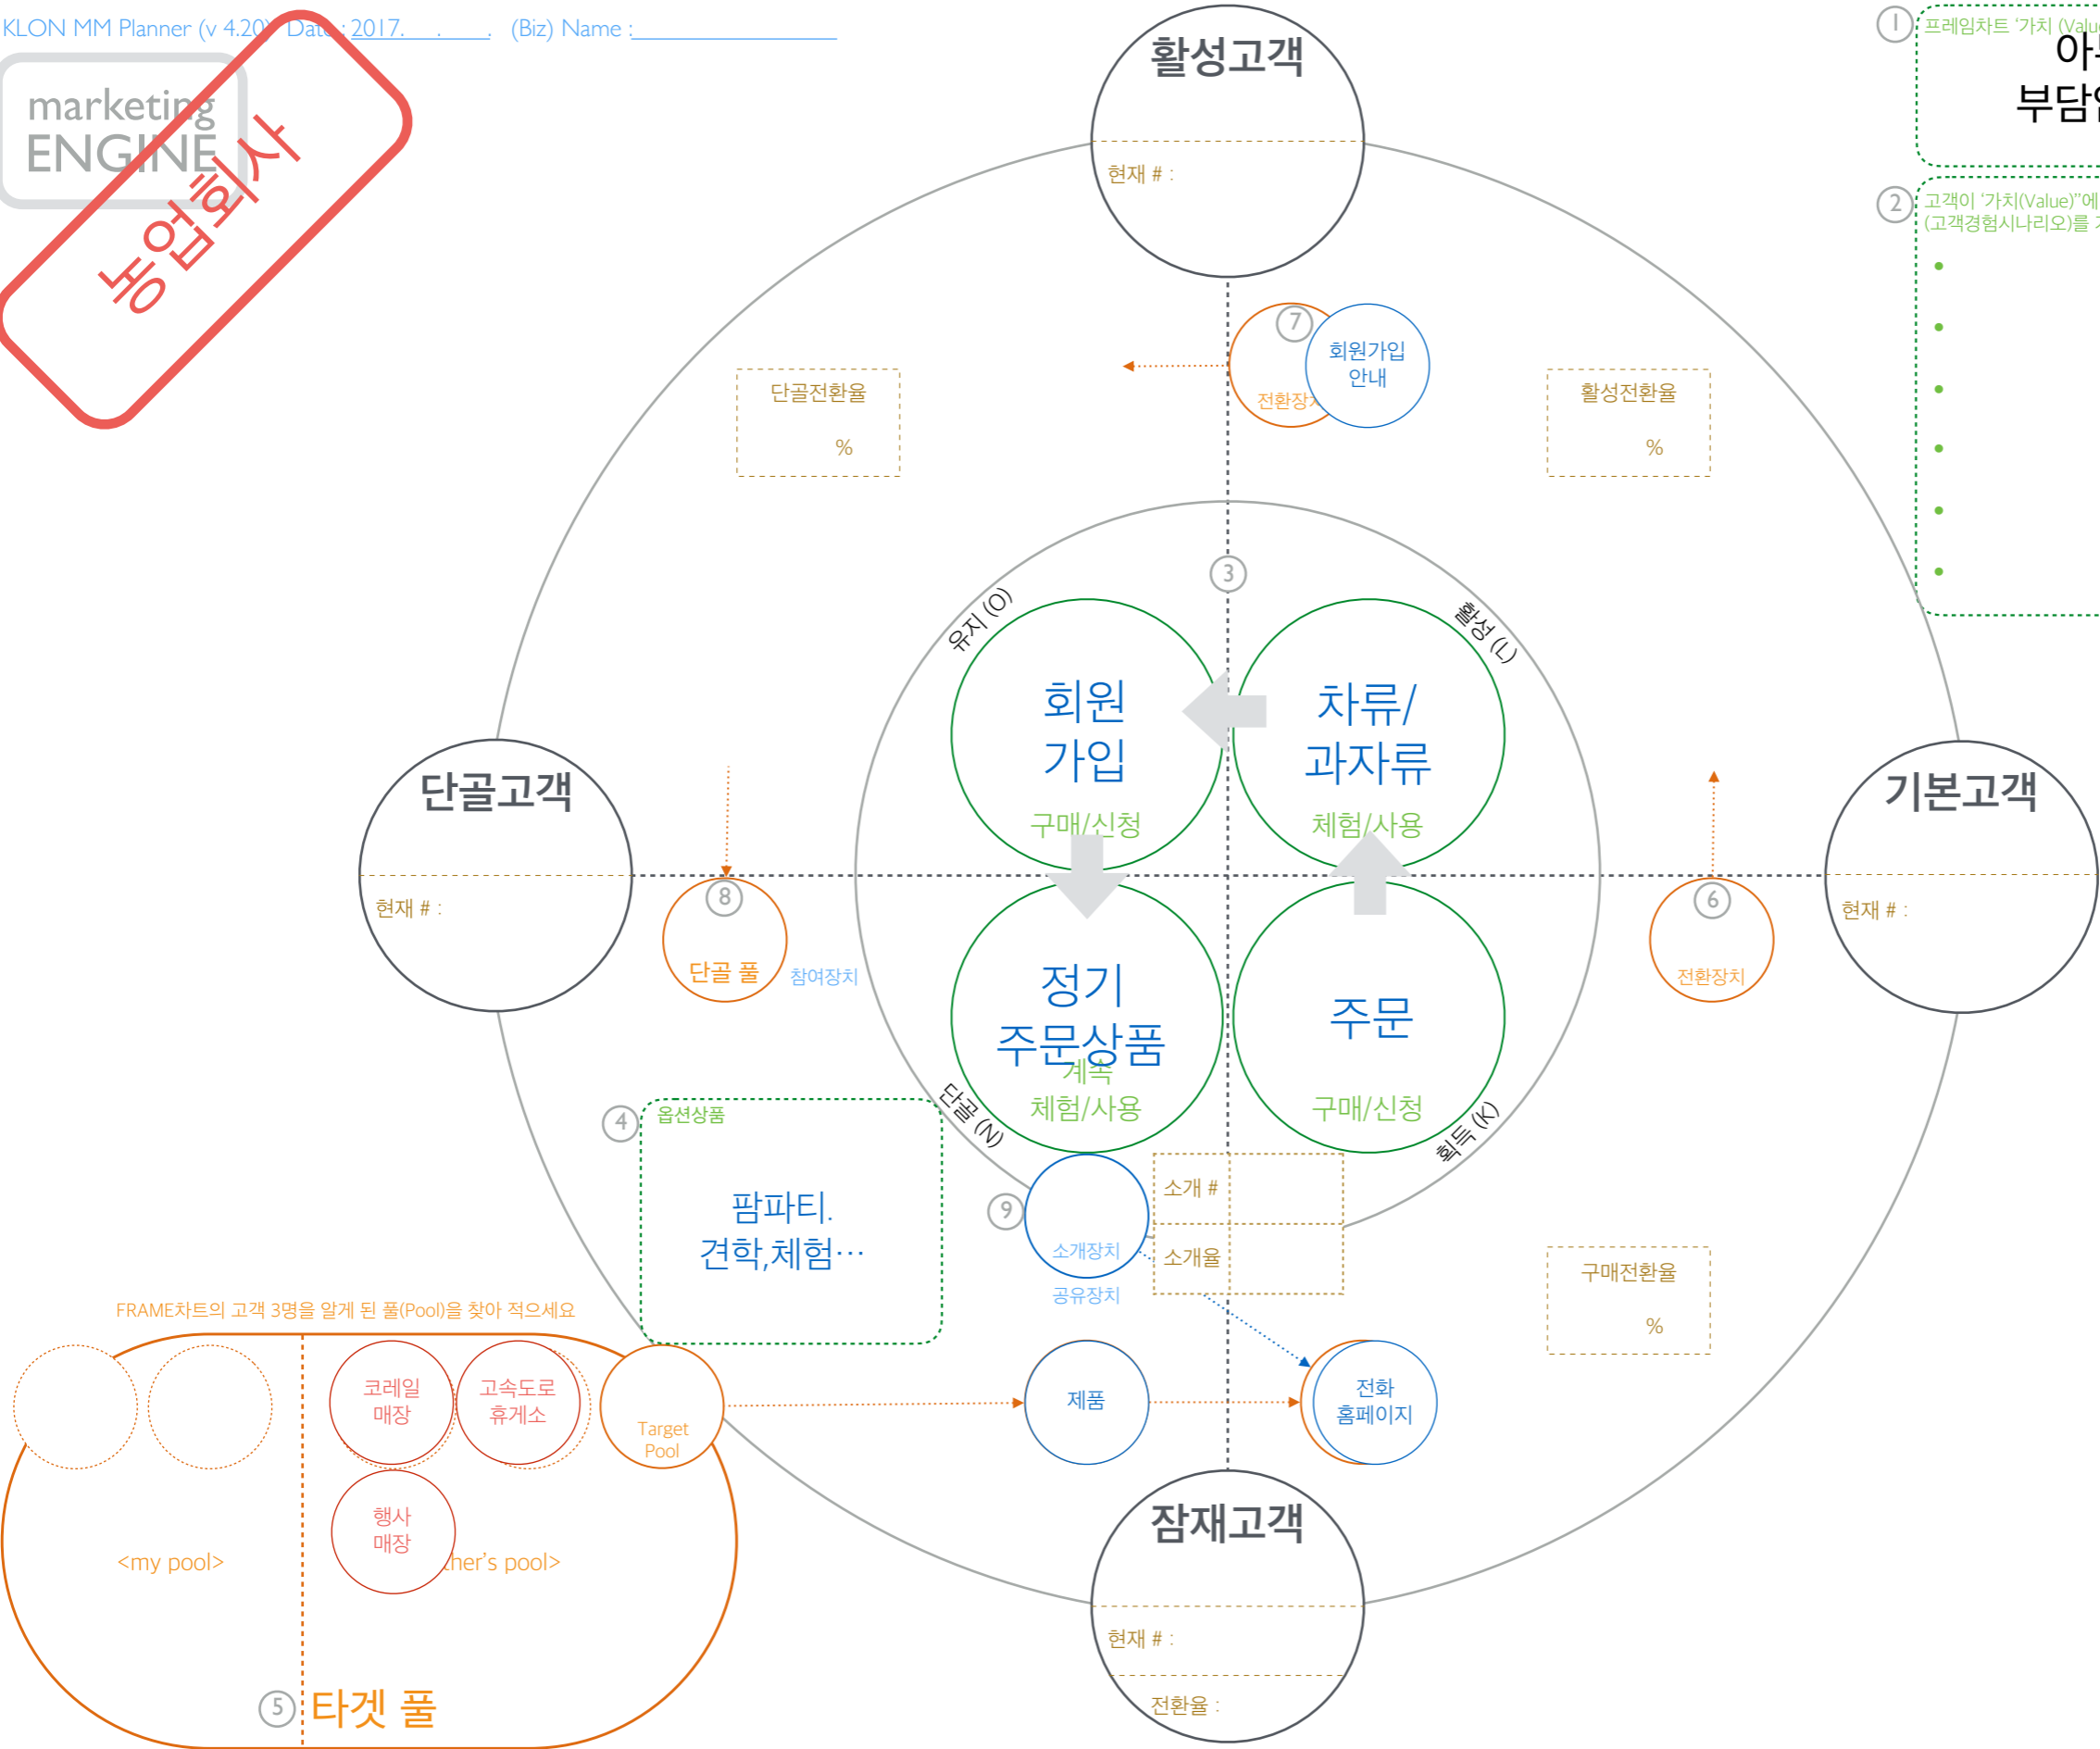 KLON MM Planner (v 4.20) Date : 2017. . . (Biz) Name :
marketing
ENGINE
농업회사
활성고객
현재 # :
①
프레임차트 ‘가치 (Value
부담
②
고객이 ‘가치(Value)”에
(고객경험시나리오)를
⑦
전환장치
회원가입
안내
단골전환율
%
활성전환율
%
③
유지 (O)
활성 (L)
회원
가입
구매/신청
차류/
과자류
체험/사용
단골고객
현재 # :
기본고객
현재 # :
⑧
단골 풀
참여장치
⑥
전환장치
정기
주문상품
계속
체험/사용
주문
구매/신청
단골 (N)
획득 (K)
④
옵션상품
팜파티.
견학,체험…
⑨
소개장치
공유장치
소개 #
소개율
구매전환율
%
FRAME차트의 고객 3명을 알게 된 풀(Pool)을 찾아 적으세요
코레일
매장
고속도로
휴게소
Target
Pool
제품
전화
홈페이지
행사
매장
<my pool>
her’s pool>
⑤
타겟 풀
잠재고객
현재 # :
전환율 :